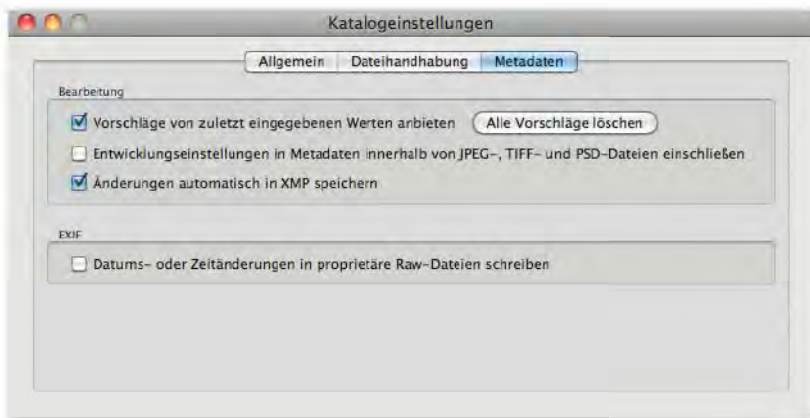 Katalogeinstellungen
Allgemein Dateihandhabung Metadaten
Bearbeitung
Vorschläge von zuletzt eingegebenen Werten anbieten Alle Vorschläge löschen
Entwicklungseinstellungen in Metadaten innerhalb von JPEG-, TIFF- und PSD-Dateien einschließen
Änderungen automatisch in XMP speichern
EXIF
Datums- oder Zeitänderungen in proprietäre Raw-Dateien schreiben